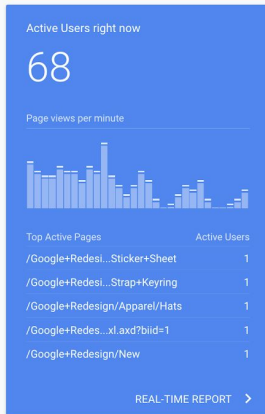 Active Users right now
68
Page views per minute
Top Active Pages Active Users
/Google+Redesi...Sticker+Sheet 1
/Google+Redesi...Strap+Keyring 1
/Google+Redesign/Apparel/Hats 1
/Google+Redes...xl.axd?biid=1 1
/Google+Redesign/New 1
REAL-TIME REPORT >